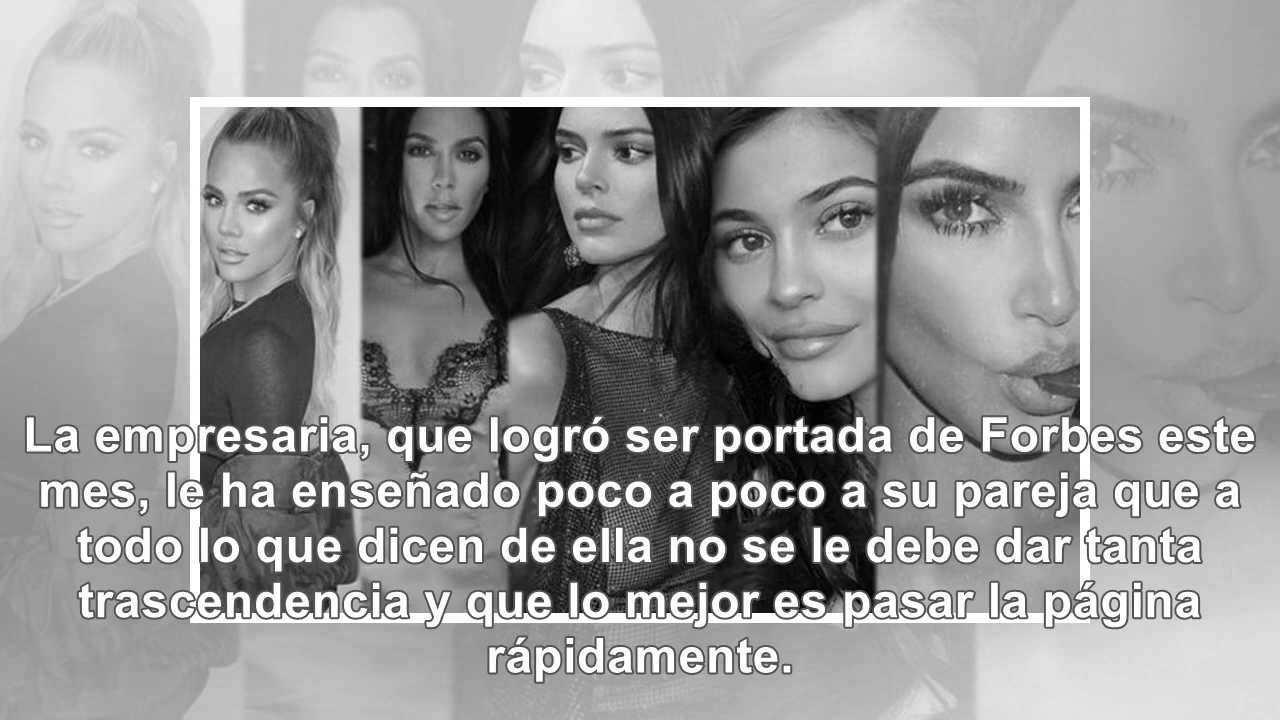 La empresaria, que logró ser portada de Forbes este
mes, le ha enseñado poco a poco a su pareja que a
todo lo que dicen de ella no se le debe dar tanta
trascendencia y que lo mejor es pasar la página
rápidamente.